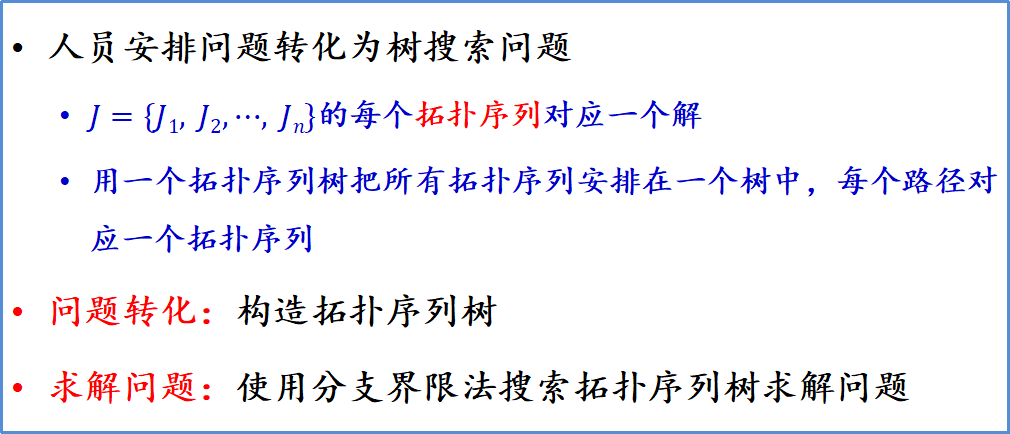 • 人员安排问题转化为树搜索问题
• J = {J₁, J₂,⋯, Jₙ}的每个拓扑序列对应一个解
• 用一个拓扑序列树把所有拓扑序列安排在一个树中，每个路径对
应一个拓扑序列
• 问题转化：构造拓扑序列树
• 求解问题：使用分支界限法搜索拓扑序列树求解问题